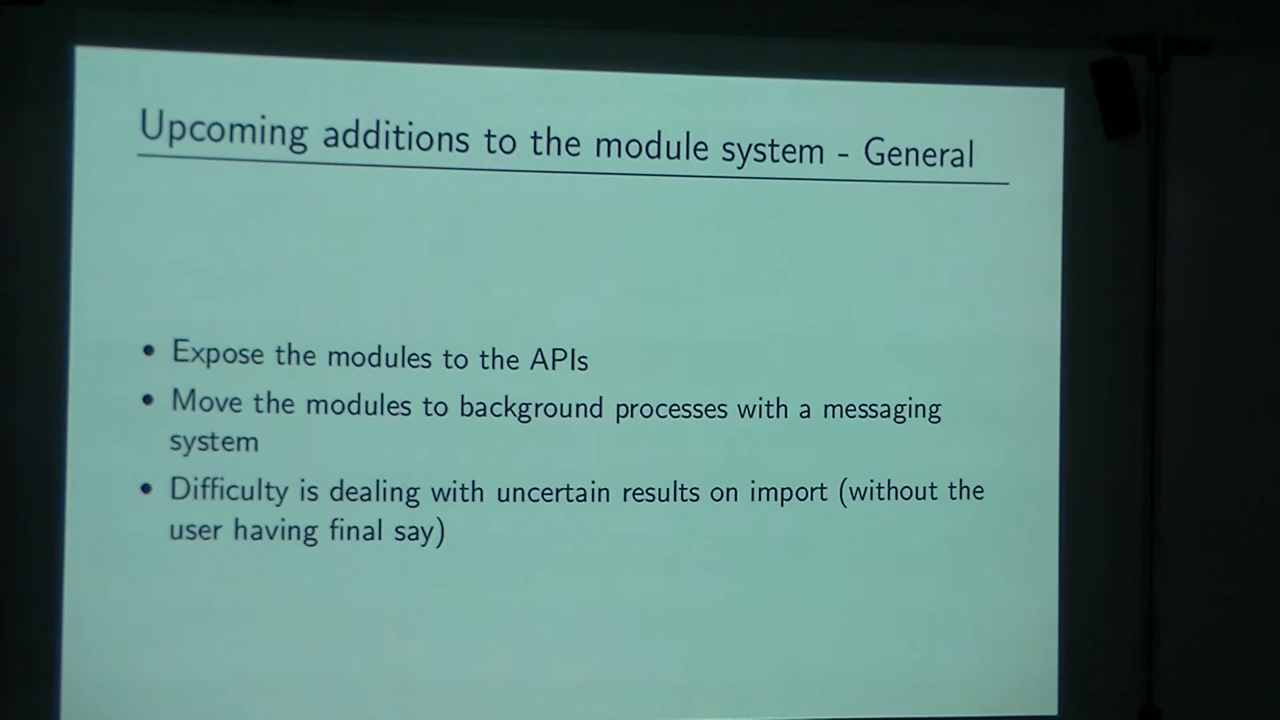 Upcoming additions to the module system - General
• Expose the modules to the APIs
• Move the modules to background processes with a messaging
system
• Difficulty is dealing with uncertain results on import (without the
user having final say)